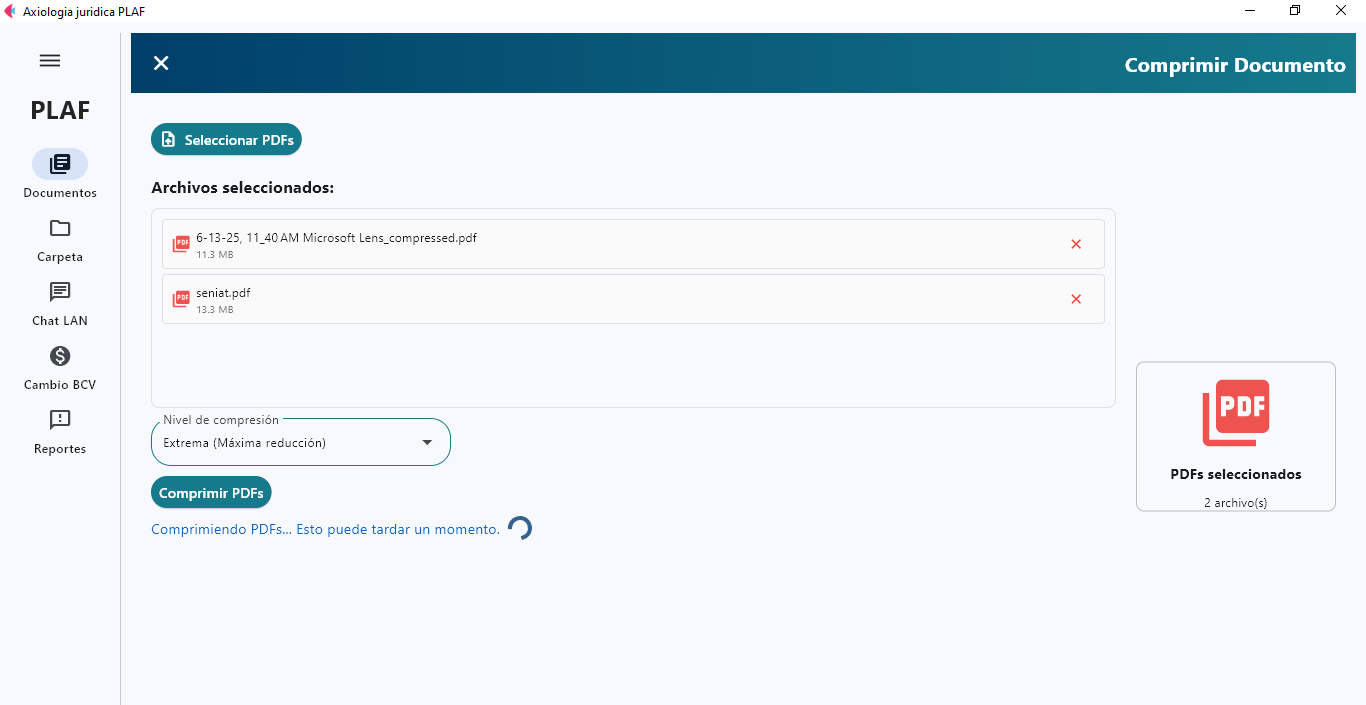 Axiologia juridica PLAF
Comprimir Documento
PLAF
Documentos
Carpeta
Chat LAN
Cambio BCV
Reportes
Seleccionar PDFs
Archivos seleccionados:
PDF
6-13-25, 11_40 AM Microsoft Lens_compressed.pdf
11.3 MB
PDF
seniat.pdf
13.3 MB
Nivel de compresión
Extrema (Máxima reducción)
Comprimir PDFs
Comprimiendo PDFs... Esto puede tardar un momento.
PDF
PDFs seleccionados
2 archivo(s)